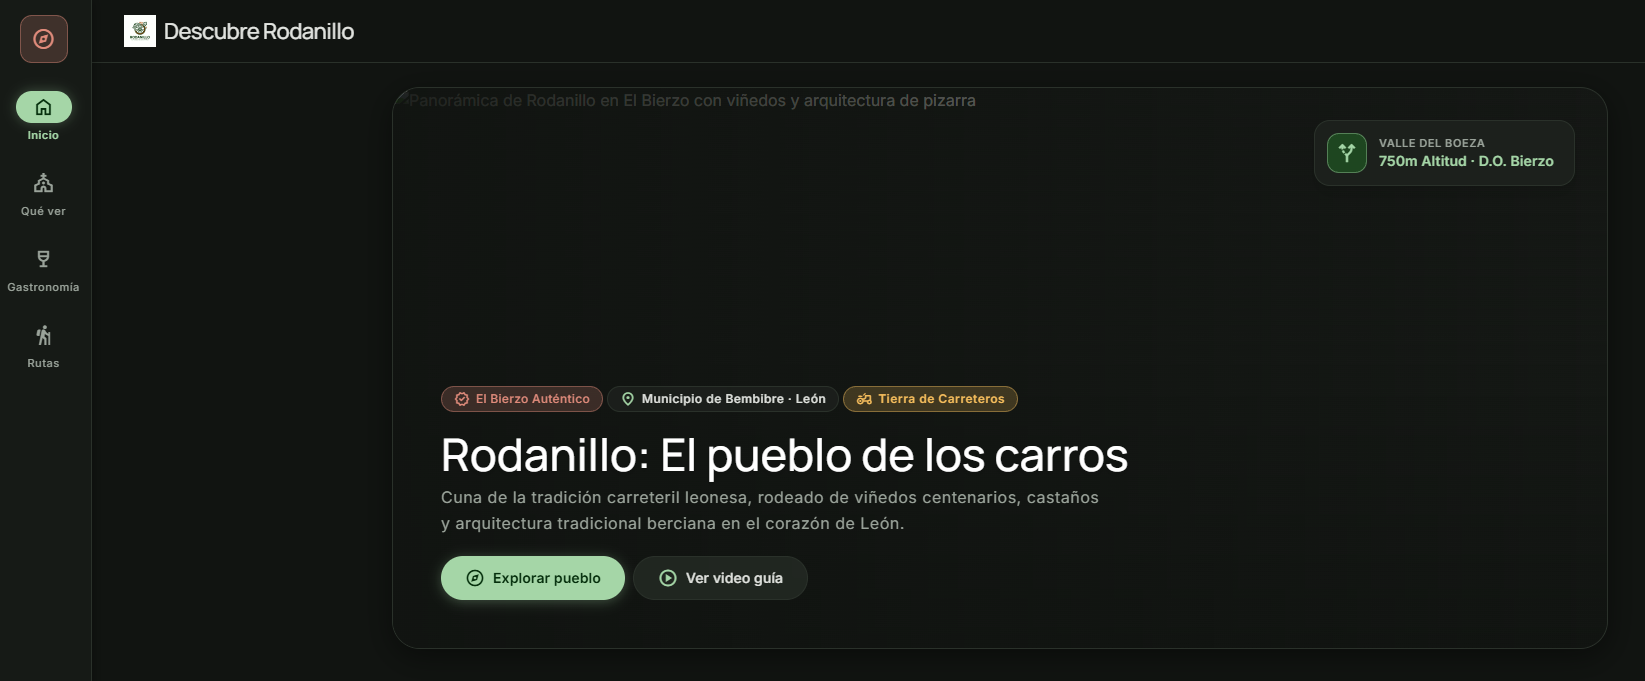 Descubre Rodanillo
Inicio
Qué ver
Gastronomía
Rutas
Panorámica de Rodanillo en El Bierzo con viñedos y arquitectura de pizarra
VALLE DEL BOEZA
750m Altitud · D.O. Bierzo
El Bierzo Auténtico
Municipio de Bembibre · León
Tierra de Carreteros
Rodanillo: El pueblo de los carros
Cuna de la tradición carreteril leonesa, rodeado de viñedos centenarios, castaños
y arquitectura tradicional berciana en el corazón de León.
Explorar pueblo
Ver video guía